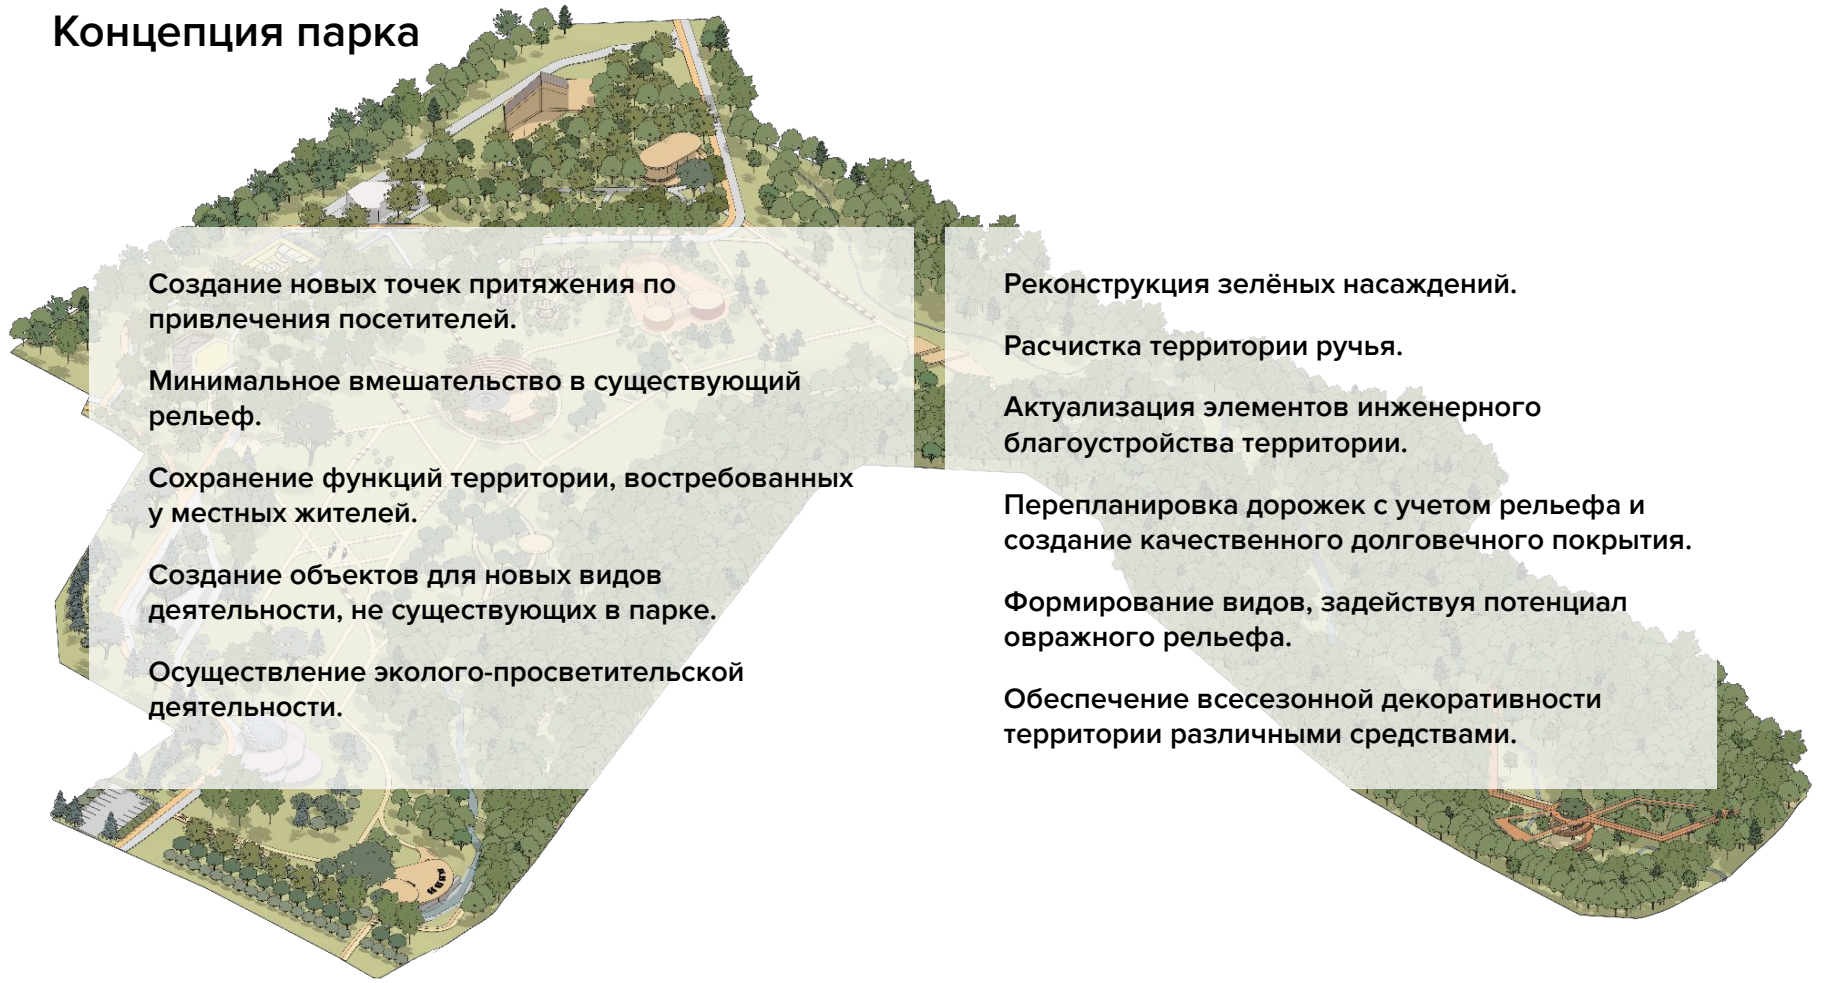 Концепция парка
Создание новых точек притяжения по
привлечения посетителей.
Минимальное вмешательство в существующий
рельеф.
Сохранение функций территории, востребованных
у местных жителей.
Создание объектов для новых видов
деятельности, не существующих в парке.
Осуществление эколого-просветительской
деятельности.
Реконструкция зелёных насаждений.
Расчистка территории ручья.
Актуализация элементов инженерного
благоустройства территории.
Перепланировка дорожек с учетом рельефа и
создание качественного долговечного покрытия.
Формирование видов, задействуя потенциал
овражного рельефа.
Обеспечение всесезонной декоративности
территории различными средствами.